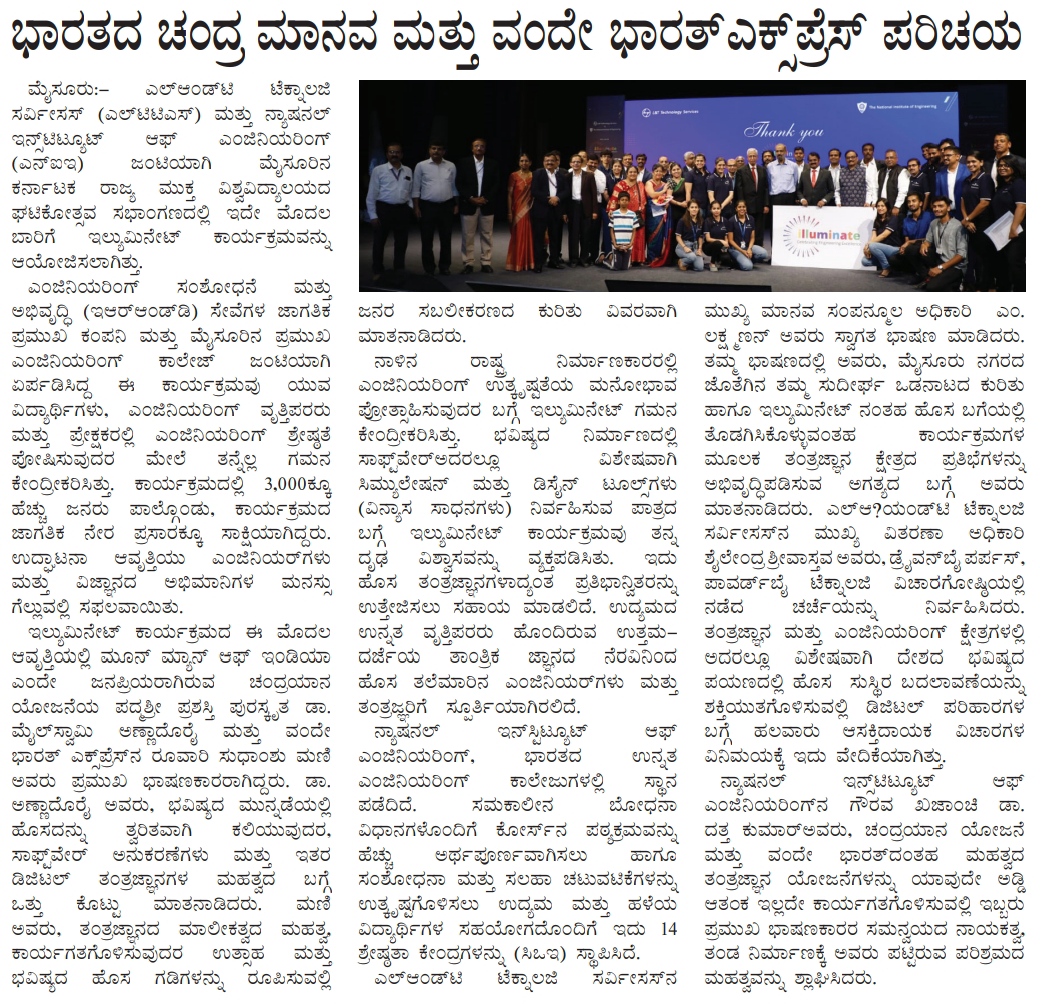 ಭಾರತದ ಚಂದ್ರ ಮಾನವ ಮತ್ತು ವಂದೇ ಭಾರತ್‌ಎಕ್ಸ್‌ಪ್ರೆಸ್ ಪರಿಚಯ
ಮೈಸೂರು:– ಎಲ್‌ಆಂಡ್‌ಟಿ ಟೆಕ್ನಾಲಜಿ
ಸರ್ವೀಸಸ್ (ಎಲ್‌ಟಿಟಿಎಸ್) ಮತ್ತು ನ್ಯಾಷನಲ್
ಇನ್ಸ್‌ಟಿಟ್ಯೂಟ್ ಆಫ್ ಎಂಜಿನಿಯರಿಂಗ್
(ಎನ್‌ಐಇ) ಜಂಟಿಯಾಗಿ ಮೈಸೂರಿನ
ಕರ್ನಾಟಕ ರಾಜ್ಯ ಮುಕ್ತ ವಿಶ್ವವಿದ್ಯಾಲಯದ
ಘಟಿಕೋತ್ಸವ ಸಭಾಂಗಣದಲ್ಲಿ ಇದೇ ಮೊದಲ
ಬಾರಿಗೆ ಇಲ್ಯುಮಿನೇಟ್ ಕಾರ್ಯಕ್ರಮವನ್ನು
ಆಯೋಜಿಸಲಾಗಿತ್ತು.
ಎಂಜಿನಿಯರಿಂಗ್ ಸಂಶೋಧನೆ ಮತ್ತು
ಅಭಿವೃದ್ಧಿ (ಇಆರ್‌ಆಂಡ್‌ಡಿ) ಸೇವೆಗಳ ಜಾಗತಿಕ
ಪ್ರಮುಖ ಕಂಪನಿ ಮತ್ತು ಮೈಸೂರಿನ ಪ್ರಮುಖ
ಎಂಜಿನಿಯರಿಂಗ್ ಕಾಲೇಜ್ ಜಂಟಿಯಾಗಿ
ಏರ್ಪಡಿಸಿದ್ದ ಈ ಕಾರ್ಯಕ್ರಮವು ಯುವ
ವಿದ್ಯಾರ್ಥಿಗಳು, ಎಂಜಿನಿಯರಿಂಗ್ ವೃತ್ತಿಪರರು
ಮತ್ತು ಪ್ರೇಕ್ಷಕರಲ್ಲಿ ಎಂಜಿನಿಯರಿಂಗ್ ಶ್ರೇಷ್ಠತೆ
ಪೋಷಿಸುವುದರ ಮೇಲೆ ತನ್ನೆಲ್ಲ ಗಮನ
ಕೇಂದ್ರೀಕರಿಸಿತ್ತು. ಕಾರ್ಯಕ್ರಮದಲ್ಲಿ 3,000ಕ್ಕೂ
ಹೆಚ್ಚು ಜನರು ಪಾಲ್ಗೊಂಡು, ಕಾರ್ಯಕ್ರಮದ
ಜಾಗತಿಕ ನೇರ ಪ್ರಸಾರಕ್ಕೂ ಸಾಕ್ಷಿಯಾಗಿದ್ದರು.
ಉದ್ಘಾಟನಾ ಆವೃತ್ತಿಯು ಎಂಜಿನಿಯರ್‌ಗಳು
ಮತ್ತು ವಿಜ್ಞಾನದ ಅಭಿಮಾನಿಗಳ ಮನಸ್ಸು
ಗೆಲ್ಲುವಲ್ಲಿ ಸಫಲವಾಯಿತು.
ಇಲ್ಯುಮಿನೇಟ್ ಕಾರ್ಯಕ್ರಮದ ಈ ಮೊದಲ
ಆವೃತ್ತಿಯಲ್ಲಿ ಮೂನ್ ಮ್ಯಾನ್ ಆಫ್ ಇಂಡಿಯಾ
ಎಂದೇ ಜನಪ್ರಿಯರಾಗಿರುವ ಚಂದ್ರಯಾನ
ಯೋಜನೆಯ ಪದ್ಮಶ್ರೀ ಪ್ರಶಸ್ತಿ ಪುರಸ್ಕೃತ ಡಾ.
ಮೈಲ್‌ಸ್ವಾಮಿ ಅಣ್ಣಾದೊರೈ ಮತ್ತು ವಂದೇ
ಭಾರತ್ ಎಕ್ಸ್‌ಪ್ರೆಸ್‌ನ ರೂವಾರಿ ಸುಧಾಂಶು ಮಣಿ
ಅವರು ಪ್ರಮುಖ ಭಾಷಣಕಾರರಾಗಿದ್ದರು. ಡಾ.
ಅಣ್ಣಾದೊರೈ ಅವರು, ಭವಿಷ್ಯದ ಮುನ್ನಡೆಯಲ್ಲಿ
ಹೊಸದನ್ನು ತ್ವರಿತವಾಗಿ ಕಲಿಯುವುದರ,
ಸಾಫ್ಟ್‌ವೇರ್ ಅನುಕರಣೆಗಳು ಮತ್ತು ಇತರ
ಡಿಜಿಟಲ್ ತಂತ್ರಜ್ಞಾನಗಳ ಮಹತ್ವದ ಬಗ್ಗೆ
ಒತ್ತು ಕೊಟ್ಟು ಮಾತನಾಡಿದರು. ಮಣಿ
ಅವರು, ತಂತ್ರಜ್ಞಾನದ ಮಾಲೀಕತ್ವದ ಮಹತ್ವ,
ಕಾರ್ಯಗತಗೊಳಿಸುವುದರ ಉತ್ಸಾಹ ಮತ್ತು
ಭವಿಷ್ಯದ ಹೊಸ ಗಡಿಗಳನ್ನು ರೂಪಿಸುವಲ್ಲಿ
L&T Technology Services
The National Institute of Engineering
Thank you
illuminate
Celebrating Engineering Excellence
ಜನರ ಸಬಲೀಕರಣದ ಕುರಿತು ವಿವರವಾಗಿ
ಮಾತನಾಡಿದರು.
ನಾಳಿನ ರಾಷ್ಟ್ರ ನಿರ್ಮಾಣಕಾರರಲ್ಲಿ
ಎಂಜಿನಿಯರಿಂಗ್ ಉತ್ಕೃಷ್ಟತೆಯ ಮನೋಭಾವ
ಪ್ರೋತ್ಸಾಹಿಸುವುದರ ಬಗ್ಗೆ ಇಲ್ಯುಮಿನೇಟ್ ಗಮನ
ಕೇಂದ್ರೀಕರಿಸಿತ್ತು. ಭವಿಷ್ಯದ ನಿರ್ಮಾಣದಲ್ಲಿ
ಸಾಫ್ಟ್‌ವೇರ್‌ಅದರಲ್ಲೂ ವಿಶೇಷವಾಗಿ
ಸಿಮ್ಯುಲೇಷನ್ ಮತ್ತು ಡಿಸೈನ್ ಟೂಲ್ಸ್‌ಗಳು
(ವಿನ್ಯಾಸ ಸಾಧನಗಳು) ನಿರ್ವಹಿಸುವ ಪಾತ್ರದ
ಬಗ್ಗೆ ಇಲ್ಯುಮಿನೇಟ್ ಕಾರ್ಯಕ್ರಮವು ತನ್ನ
ದೃಢ ವಿಶ್ವಾಸವನ್ನು ವ್ಯಕ್ತಪಡಿಸಿತು. ಇದು
ಹೊಸ ತಂತ್ರಜ್ಞಾನಗಳಾದ್ಯಂತ ಪ್ರತಿಭಾನ್ವಿತರನ್ನು
ಉತ್ತೇಜಿಸಲು ಸಹಾಯ ಮಾಡಲಿದೆ. ಉದ್ಯಮದ
ಉನ್ನತ ವೃತ್ತಿಪರರು ಹೊಂದಿರುವ ಉತ್ತಮ–
ದರ್ಜೆಯ ತಾಂತ್ರಿಕ ಜ್ಞಾನದ ನೆರವಿನಿಂದ
ಹೊಸ ತಲೆಮಾರಿನ ಎಂಜಿನಿಯರ್‌ಗಳು ಮತ್ತು
ತಂತ್ರಜ್ಞರಿಗೆ ಸ್ಫೂರ್ತಿಯಾಗಿರಲಿದೆ.
ನ್ಯಾಷನಲ್ ಇನ್‌ಸ್ಟಿಟ್ಯೂಟ್ ಆಫ್
ಎಂಜಿನಿಯರಿಂಗ್, ಭಾರತದ ಉನ್ನತ
ಎಂಜಿನಿಯರಿಂಗ್ ಕಾಲೇಜುಗಳಲ್ಲಿ ಸ್ಥಾನ
ಪಡೆದಿದೆ. ಸಮಕಾಲೀನ ಬೋಧನಾ
ವಿಧಾನಗಳೊಂದಿಗೆ ಕೋರ್ಸ್‌ನ ಪಠ್ಯಕ್ರಮವನ್ನು
ಹೆಚ್ಚು ಅರ್ಥಪೂರ್ಣವಾಗಿಸಲು ಹಾಗೂ
ಸಂಶೋಧನಾ ಮತ್ತು ಸಲಹಾ ಚಟುವಟಿಕೆಗಳನ್ನು
ಉತ್ಕೃಷ್ಟಗೊಳಿಸಲು ಉದ್ಯಮ ಮತ್ತು ಹಳೆಯ
ವಿದ್ಯಾರ್ಥಿಗಳ ಸಹಯೋಗದೊಂದಿಗೆ ಇದು 14
ಶ್ರೇಷ್ಠತಾ ಕೇಂದ್ರಗಳನ್ನು (ಸಿಒಇ) ಸ್ಥಾಪಿಸಿದೆ.
ಎಲ್‌ಆಂಡ್‌ಟಿ ಟೆಕ್ನಾಲಜಿ ಸರ್ವೀಸಸ್‌ನ
ಮುಖ್ಯ ಮಾನವ ಸಂಪನ್ಮೂಲ ಅಧಿಕಾರಿ ಎಂ.
ಲಕ್ಷ್ಮಣನ್ ಅವರು ಸ್ವಾಗತ ಭಾಷಣ ಮಾಡಿದರು.
ತಮ್ಮ ಭಾಷಣದಲ್ಲಿ ಅವರು, ಮೈಸೂರು ನಗರದ
ಜೊತೆಗಿನ ತಮ್ಮ ಸುದೀರ್ಘ ಒಡನಾಟದ ಕುರಿತು
ಹಾಗೂ ಇಲ್ಯುಮಿನೇಟ್ ನಂತಹ ಹೊಸ ಬಗೆಯಲ್ಲಿ
ತೊಡಗಿಸಿಕೊಳ್ಳುವಂತಹ ಕಾರ್ಯಕ್ರಮಗಳ
ಮೂಲಕ ತಂತ್ರಜ್ಞಾನ ಕ್ಷೇತ್ರದ ಪ್ರತಿಭೆಗಳನ್ನು
ಅಭಿವೃದ್ಧಿಪಡಿಸುವ ಅಗತ್ಯದ ಬಗ್ಗೆ ಅವರು
ಮಾತನಾಡಿದರು. ಎಲ್‌ಆ?ಯಂಡ್‌ಟಿ ಟೆಕ್ನಾಲಜಿ
ಸರ್ವೀಸಸ್‌ನ ಮುಖ್ಯ ವಿತರಣಾ ಅಧಿಕಾರಿ
ಶೈಲೇಂದ್ರ ಶ್ರೀವಾಸ್ತವ ಅವರು, ಡ್ರೈವನ್‌ಬೈ ಪರ್ಪಸ್,
ಪಾವರ್ಡ್‌ಬೈ ಟೆಕ್ನಾಲಜಿ ವಿಚಾರಗೋಷ್ಠಿಯಲ್ಲಿ
ನಡೆದ ಚರ್ಚೆಯನ್ನು ನಿರ್ವಹಿಸಿದರು.
ತಂತ್ರಜ್ಞಾನ ಮತ್ತು ಎಂಜಿನಿಯರಿಂಗ್ ಕ್ಷೇತ್ರಗಳಲ್ಲಿ
ಅದರಲ್ಲೂ ವಿಶೇಷವಾಗಿ ದೇಶದ ಭವಿಷ್ಯದ
ಪಯಣದಲ್ಲಿ ಹೊಸ ಸುಸ್ಥಿರ ಬದಲಾವಣೆಯನ್ನು
ಶಕ್ತಿಯುತಗೊಳಿಸುವಲ್ಲಿ ಡಿಜಿಟಲ್ ಪರಿಹಾರಗಳ
ಬಗ್ಗೆ ಹಲವಾರು ಆಸಕ್ತಿದಾಯಕ ವಿಚಾರಗಳ
ವಿನಿಮಯಕ್ಕೆ ಇದು ವೇದಿಕೆಯಾಗಿತ್ತು.
ನ್ಯಾಷನಲ್ ಇನ್ಸ್‌ಟಿಟ್ಯೂಟ್ ಆಫ್
ಎಂಜಿನಿಯರಿಂಗ್‌ನ ಗೌರವ ಖಜಾಂಚಿ ಡಾ.
ದತ್ತ ಕುಮಾರ್‌ಅವರು, ಚಂದ್ರಯಾನ ಯೋಜನೆ
ಮತ್ತು ವಂದೇ ಭಾರತ್‌ದಂತಹ ಮಹತ್ವದ
ತಂತ್ರಜ್ಞಾನ ಯೋಜನೆಗಳನ್ನು ಯಾವುದೇ ಅಡ್ಡಿ
ಆತಂಕ ಇಲ್ಲದೇ ಕಾರ್ಯಗತಗೊಳಿಸುವಲ್ಲಿ ಇಬ್ಬರು
ಪ್ರಮುಖ ಭಾಷಣಕಾರರ ಸಮನ್ವಯದ ನಾಯಕತ್ವ,
ತಂಡ ನಿರ್ಮಾಣಕ್ಕೆ ಅವರು ಪಟ್ಟಿರುವ ಪರಿಶ್ರಮದ
ಮಹತ್ವವನ್ನು ಶ್ಲಾಘಿಸಿದರು.